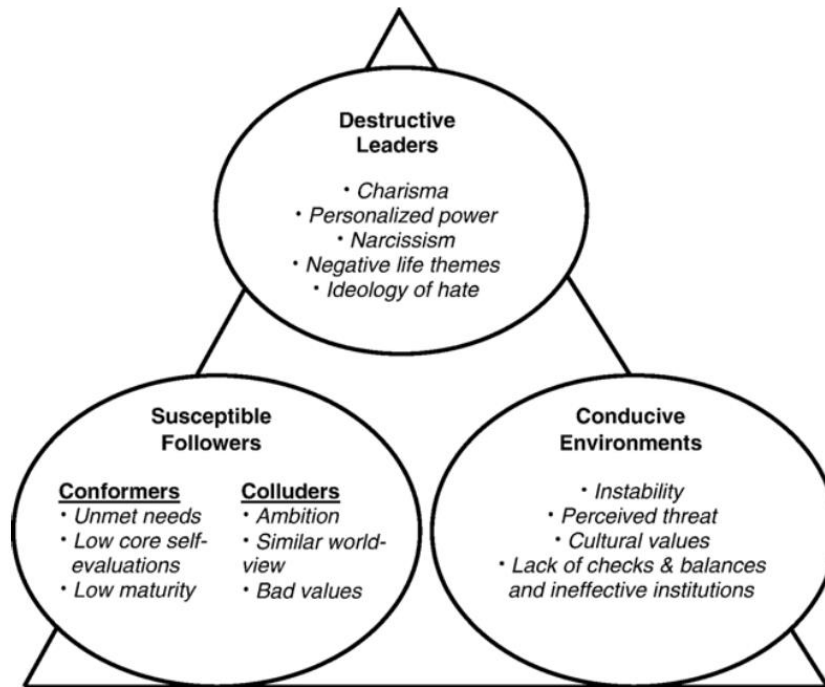 Destructive
Leaders
• Charisma
• Personalized power
• Narcissism
• Negative life themes
• Ideology of hate
Susceptible
Followers
Conformers
• Unmet needs
• Low core self-
evaluations
• Low maturity
Colluders
• Ambition
• Similar world-
view
• Bad values
Conducive
Environments
• Instability
• Perceived threat
• Cultural values
• Lack of checks & balances
and ineffective institutions